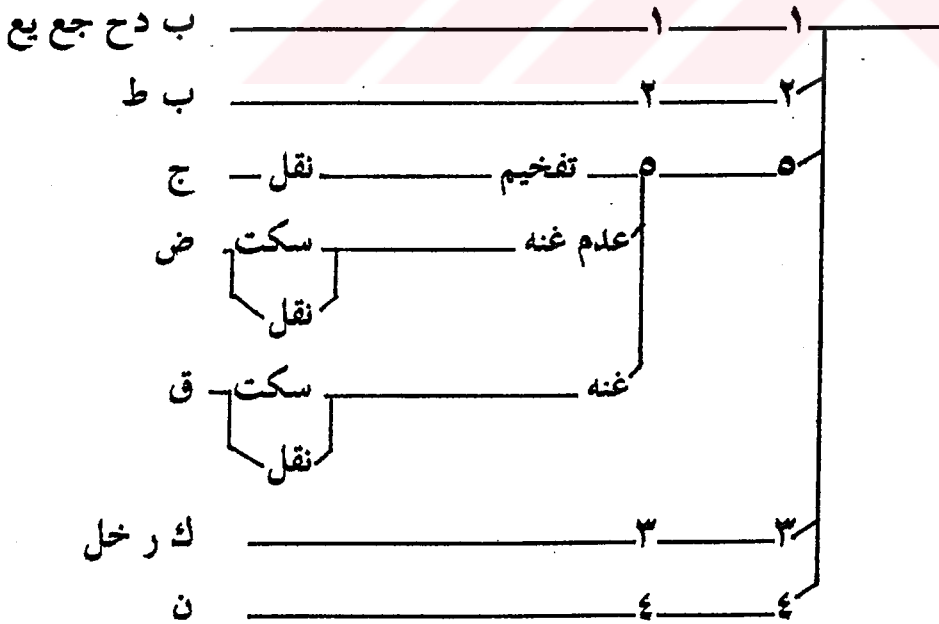 ١ ١ ب دح جع يع
٢ ٢ ب ط
٥ ٥ تفخيم نقل ج
عدم غنه سكت ض
نقل
غنه سكت ق
نقل
٣ ٣ ك ر خل
٤ ٤ ن